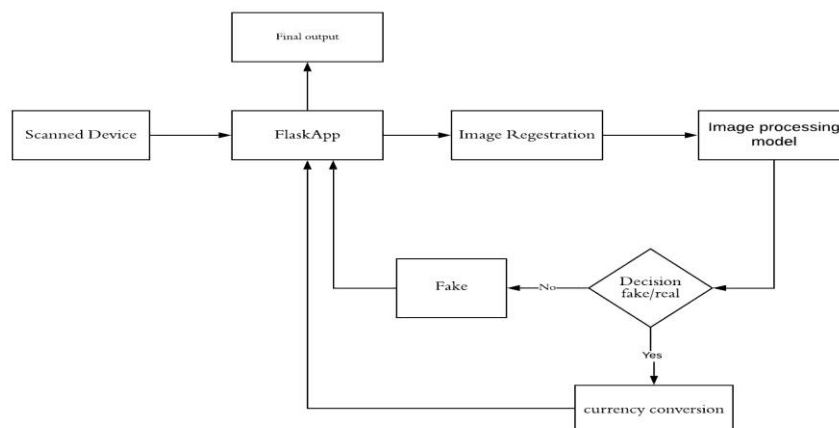 Final output
Scanned Device
FlaskApp
Image Regestration
Image processing
model
Fake
No
Decision
fake/real
Yes
currency conversion